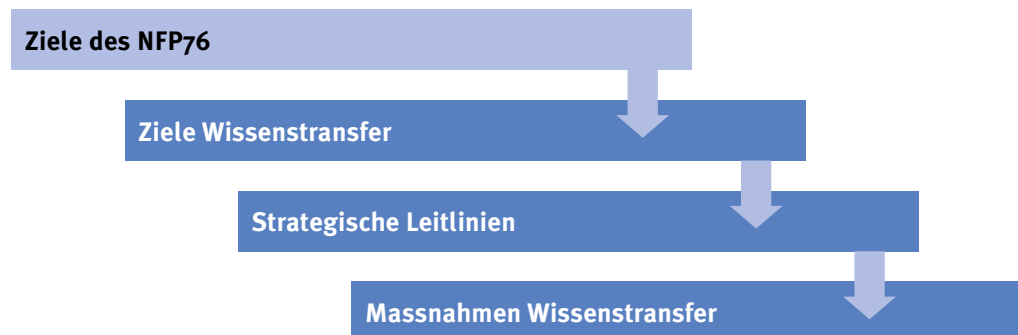 Ziele des NFP76
Ziele Wissenstransfer
Strategische Leitlinien
Massnahmen Wissenstransfer